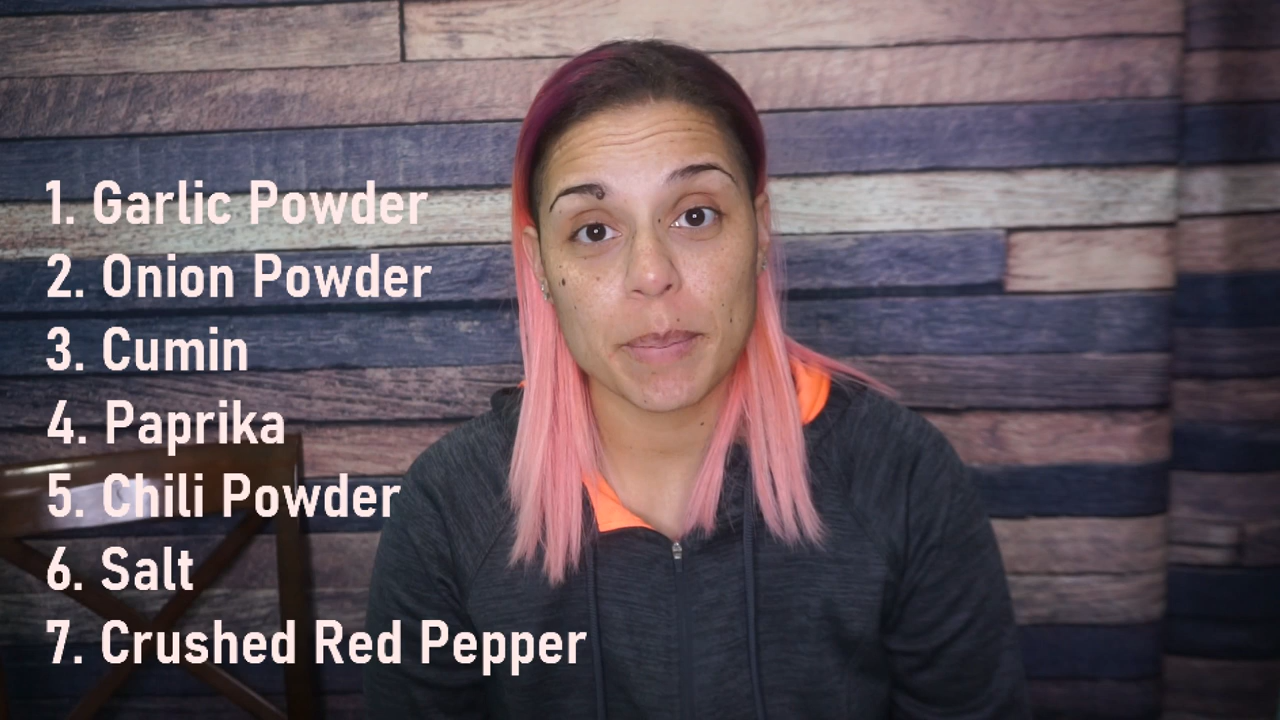 1. Garlic Powder
2. Onion Powder
3. Cumin
4. Paprika
5. Chili Powder
6. Salt
7. Crushed Red Pepper